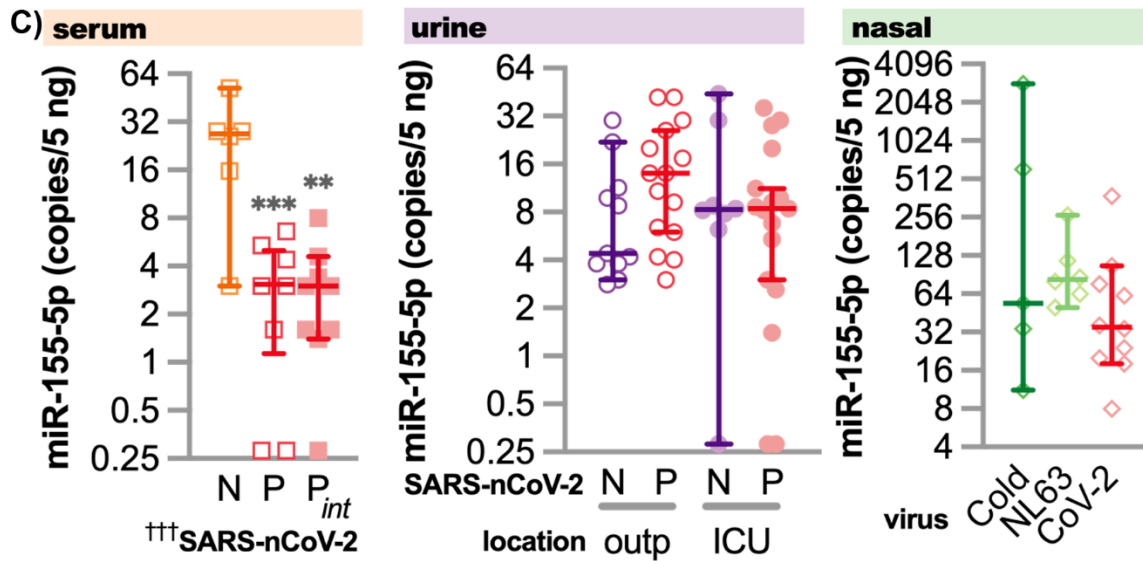 C) serum
miR-155-5p (copies/5 ng)
64
32
16
8
4
2
1
0.5
0.25
***
**
N P Pint
†††SARS-nCoV-2
urine
miR-155-5p (copies/5 ng)
64
32
16
8
4
2
1
0.5
0.25
SARS-nCoV-2 N P N P
location outp ICU
nasal
miR-155-5p (copies/5 ng)
4096
2048
1024
512
256
128
64
32
16
8
4
virus Cold NL63 CoV-2